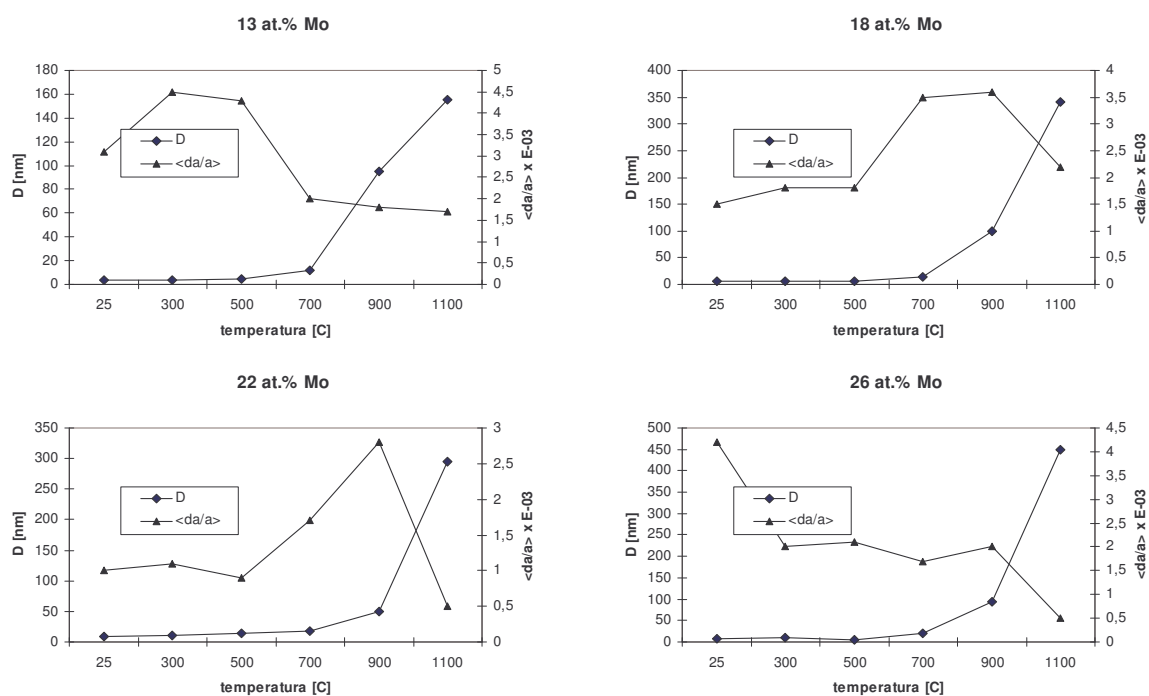 13 at.% Mo
180
160
140
120
100
80
60
40
20
0
D [nm]
5
4,5
4
3,5
3
2,5
2
1,5
1
0,5
0
<da/a> x E-03
D
<da/a>
25 300 500 700 900 1100
temperatura [C]
18 at.% Mo
400
350
300
250
200
150
100
50
0
D [nm]
4
3,5
3
2,5
2
1,5
1
0,5
0
<da/a> x E-03
D
<da/a>
25 300 500 700 900 1100
temperatura [C]
22 at.% Mo
350
300
250
200
150
100
50
0
D [nm]
3
2,5
2
1,5
1
0,5
0
<da/a> x E-03
D
<da/a>
25 300 500 700 900 1100
temperatura [C]
26 at.% Mo
500
450
400
350
300
250
200
150
100
50
0
D [nm]
4,5
4
3,5
3
2,5
2
1,5
1
0,5
0
<da/a> x E-03
D
<da/a>
25 300 500 700 900 1100
temperatura [C]